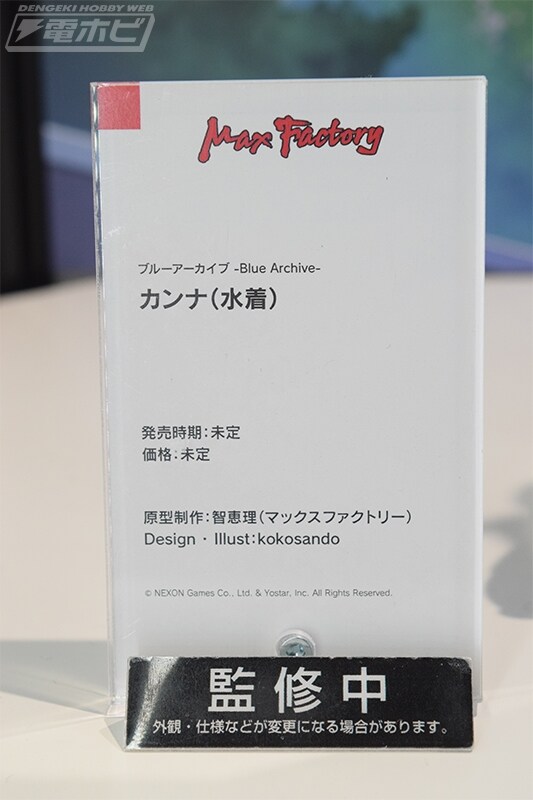 DENGEKI HOBBY WEB
電ホビ
Max Factory
ブルーアーカイブ -Blue Archive-
カンナ(水着)
発売時期:未定
価格:未定
原型制作:智恵理(マックスファクトリー)
Design・Illust:kokosando
© NEXON Games Co., Ltd. & Yostar, Inc. All Rights Reserved.
監修中
外観・仕様などが変更になる場合があります。